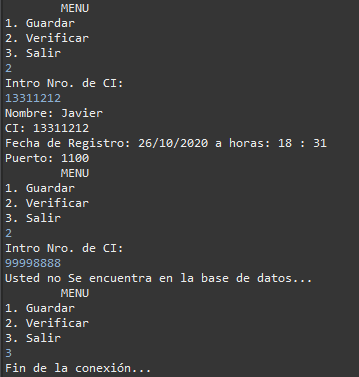 MENU
1. Guardar
2. Verificar
3. Salir
2
Intro Nro. de CI:
13311212
Nombre: Javier
CI: 13311212
Fecha de Registro: 26/10/2020 a horas: 18 : 31
Puerto: 1100
MENU
1. Guardar
2. Verificar
3. Salir
2
Intro Nro. de CI:
99998888
Usted no Se encuentra en la base de datos...
MENU
1. Guardar
2. Verificar
3. Salir
3
Fin de la conexión...